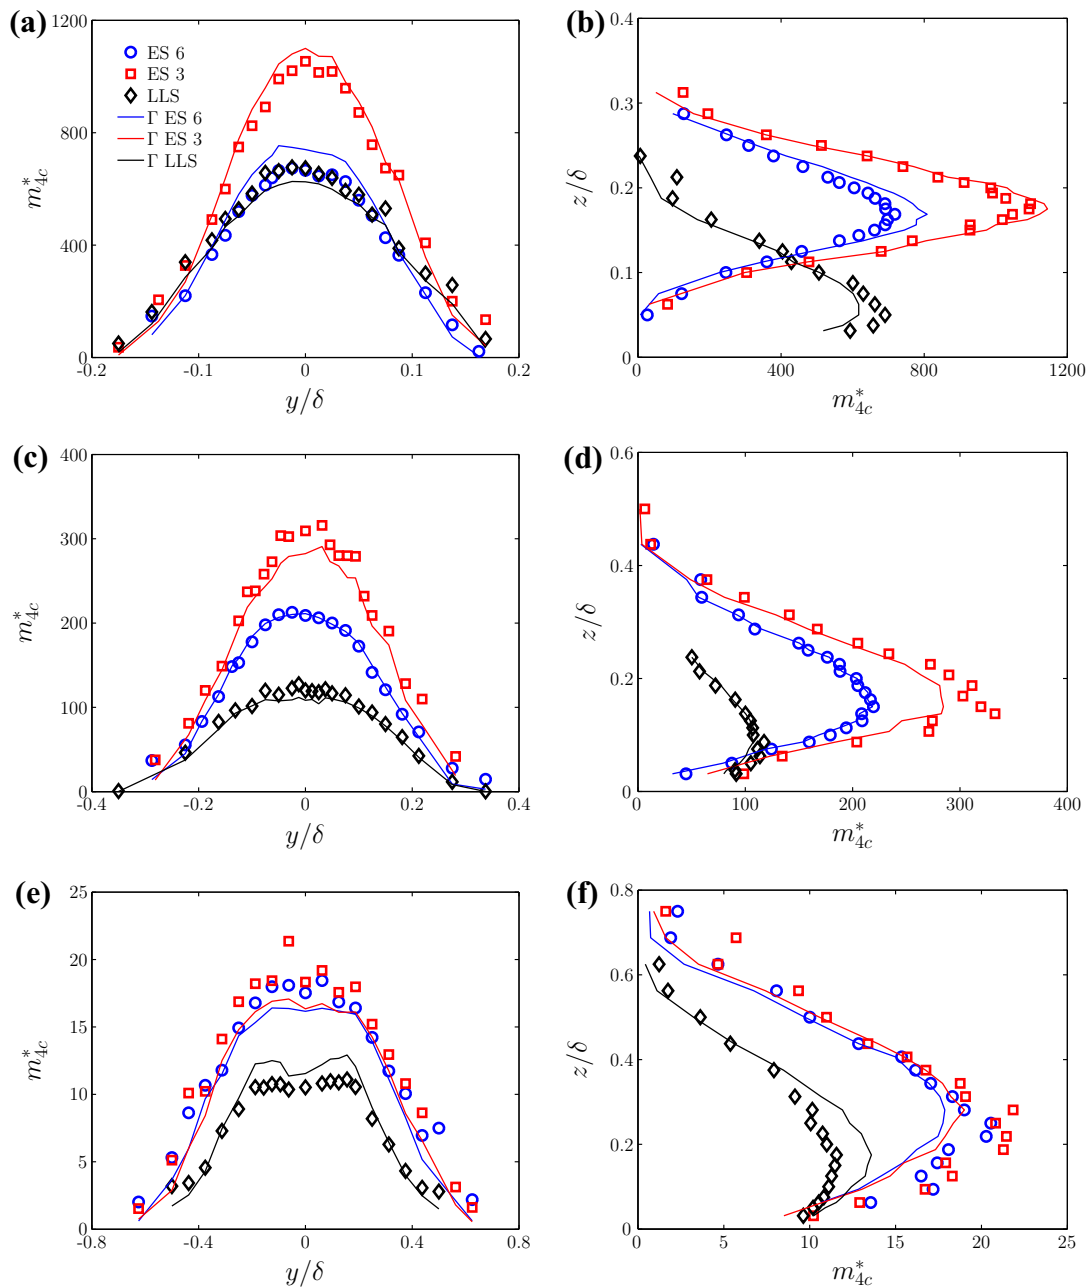 (a)
1200
900
600
300
0
m*4c
ES 6
ES 3
LLS
Γ ES 6
Γ ES 3
Γ LLS
-0.2 -0.1 0 0.1 0.2
y/δ
(b)
0.4
0.3
0.2
0.1
0
z/δ
0 400 800 1200
m*4c
(c)
400
300
200
100
0
m*4c
-0.4 -0.2 0 0.2 0.4
y/δ
(d)
0.6
0.4
0.2
0
z/δ
0 100 200 300 400
m*4c
(e)
25
20
15
10
5
0
m*4c
-0.8 -0.4 0 0.4 0.8
y/δ
(f)
0.8
0.6
0.4
0.2
0
z/δ
0 5 10 15 20 25
m*4c